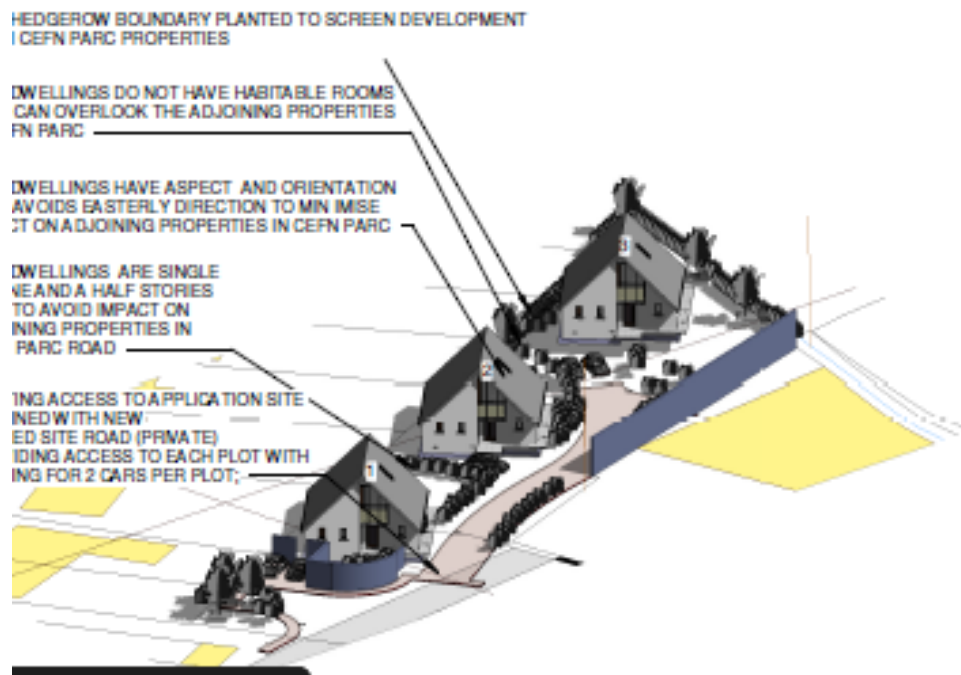 HEDGEROW BOUNDARY PLANTED TO SCREEN DEVELOPMENT
CEFN PARC PROPERTIES
DWELLINGS DO NOT HAVE HABITABLE ROOMS
CAN OVERLOOK THE ADJOINING PROPERTIES
FN PARC
DWELLINGS HAVE ASPECT AND ORIENTATION
AVOIDS EASTERLY DIRECTION TO MINIMISE
CT ON ADJOINING PROPERTIES IN CEFN PARC
DWELLINGS ARE SINGLE
NE AND A HALF STORIES
TO AVOID IMPACT ON
INING PROPERTIES IN
PARC ROAD
TING ACCESS TO APPLICATION SITE
NED WITH NEW
ED SITE ROAD (PRIVATE)
IDING ACCESS TO EACH PLOT WITH
ING FOR 2 CARS PER PLOT;
3
2
1